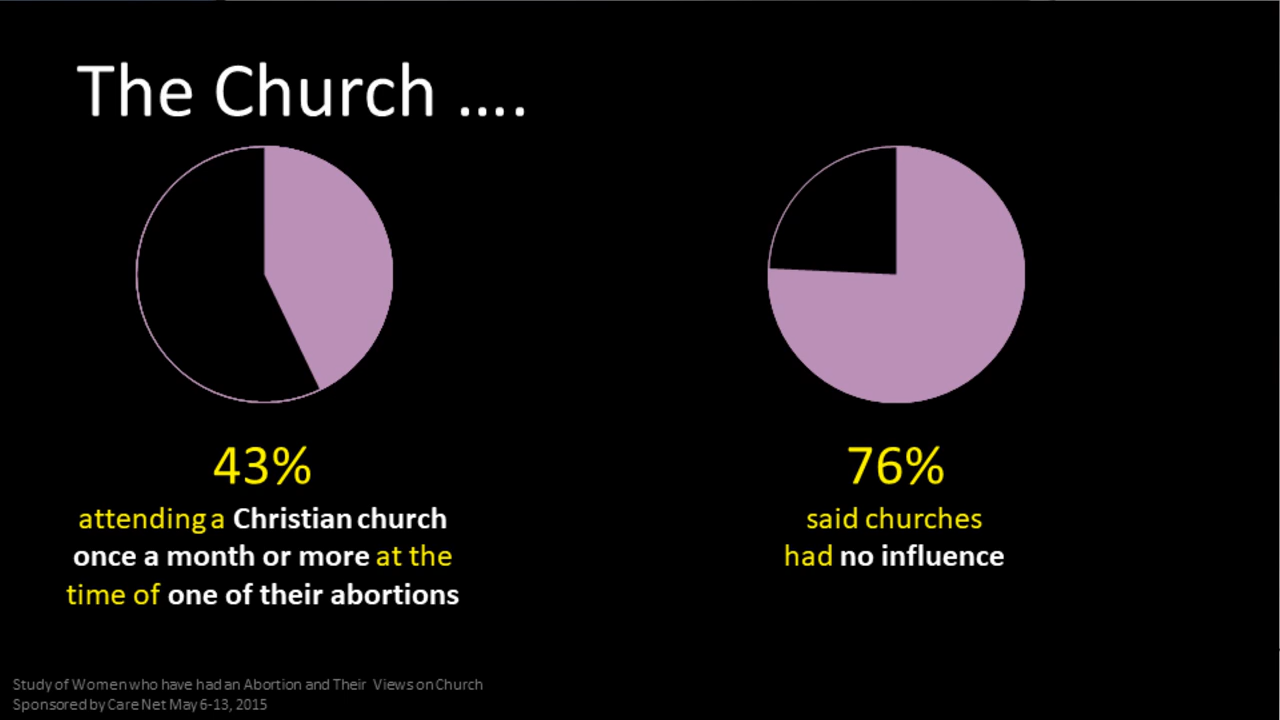 The Church ....
43%
attending a Christian church
once a month or more at the
time of one of their abortions
76%
said churches
had no influence
Study of Women who have had an Abortion and Their Views on Church
Sponsored by Care Net May 6-13, 2015